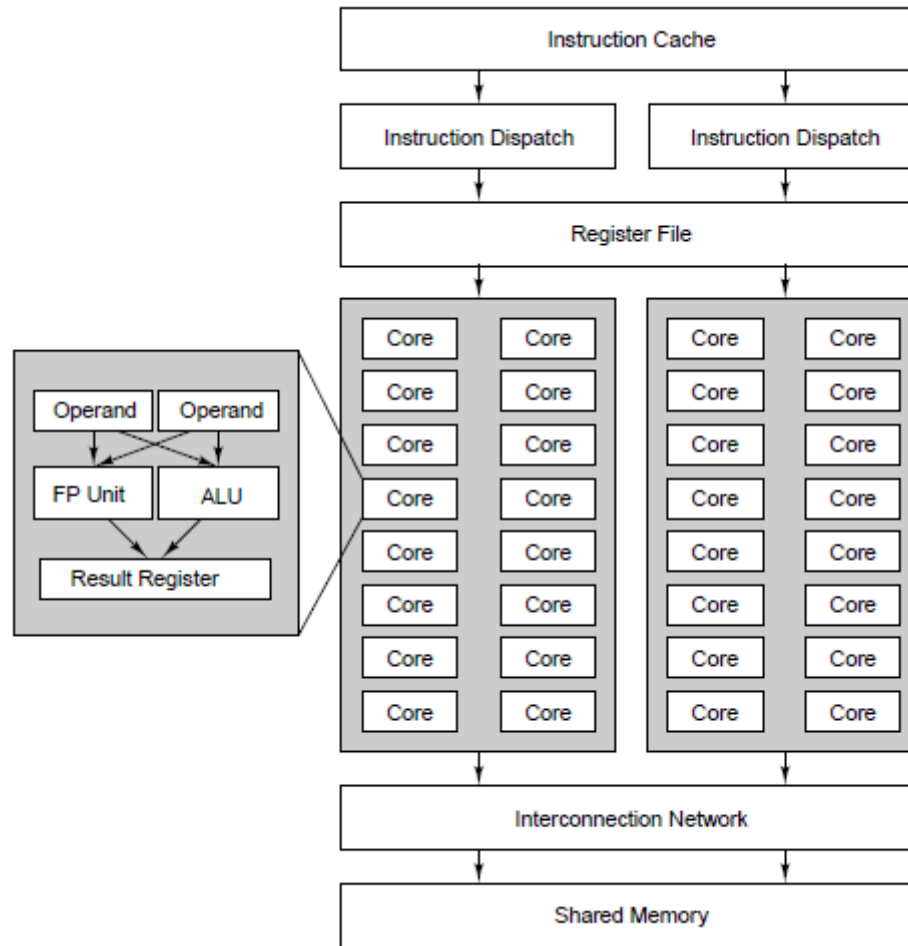 Instruction Cache
Instruction Dispatch Instruction Dispatch
Register File
Core Core Core Core
Core Core Core Core
Core Core Core Core
Core Core Core Core
Core Core Core Core
Core Core Core Core
Core Core Core Core
Core Core Core Core
Operand Operand
FP Unit ALU
Result Register
Interconnection Network
Shared Memory